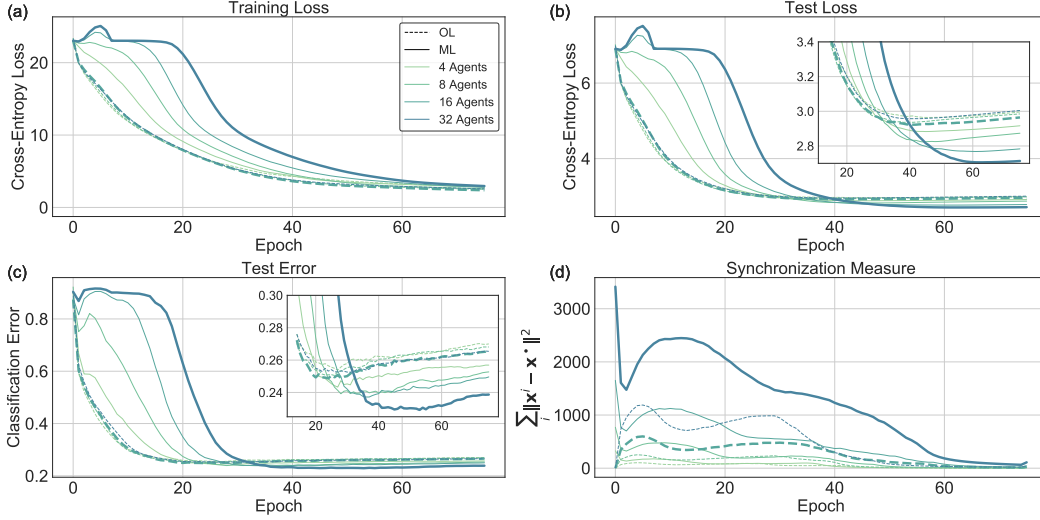 (a)
Training Loss
Cross-Entropy Loss
20
10
0
0
20
40
60
Epoch
OL
ML
4 Agents
8 Agents
16 Agents
32 Agents
(b)
Test Loss
Cross-Entropy Loss
6
4
0
20
40
60
Epoch
3.4
3.2
3.0
2.8
20
40
60
(c)
Test Error
Classification Error
0.8
0.6
0.4
0.2
0
20
40
60
Epoch
0.30
0.28
0.26
0.24
20
40
60
(d)
Synchronization Measure
∑_i ‖x^i − x^•‖^2
3000
2000
1000
0
0
20
40
60
Epoch